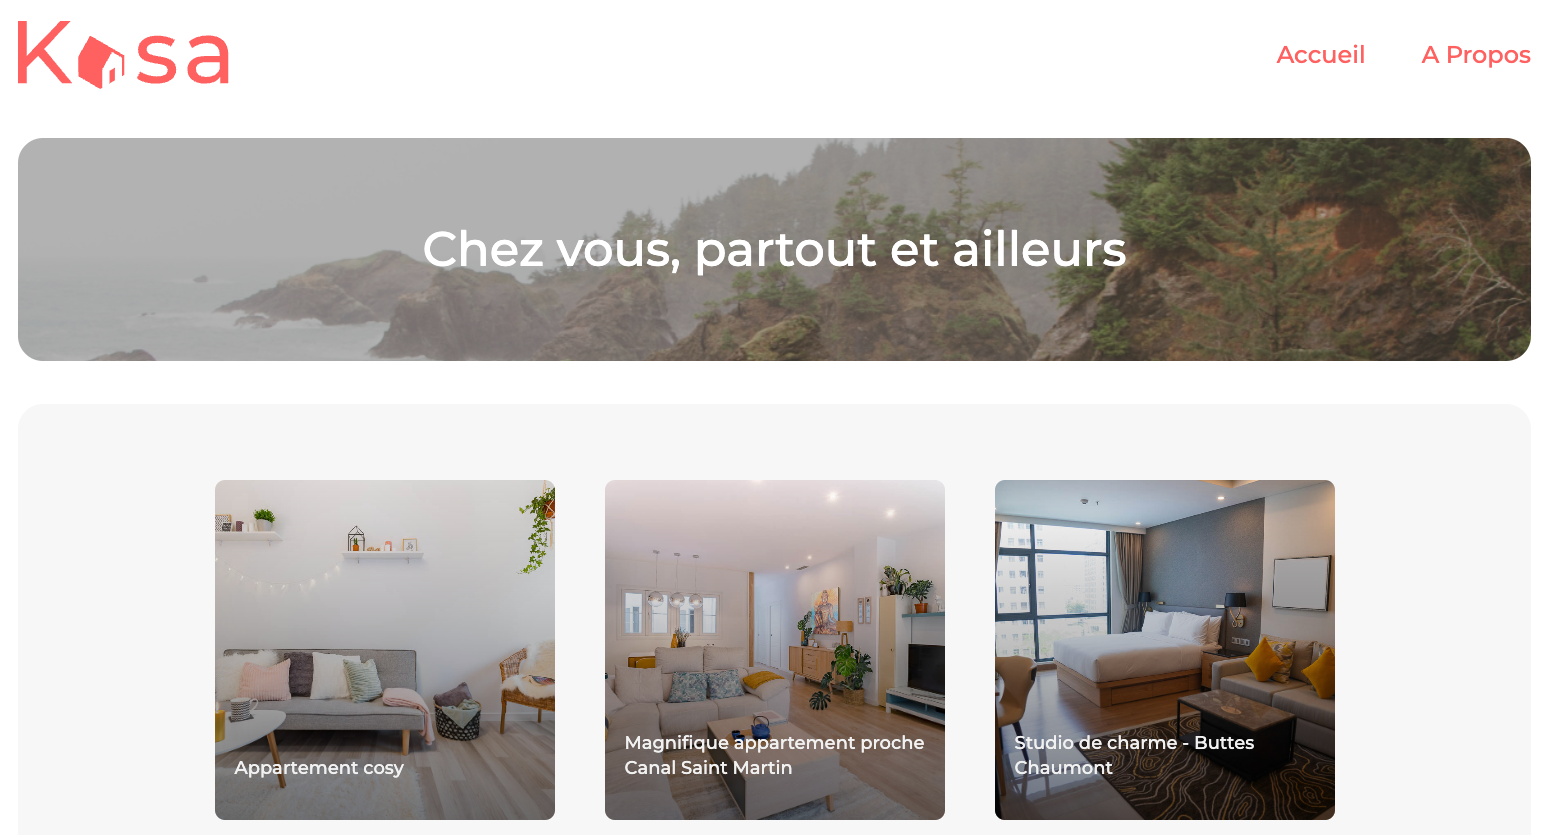 Kasa
Accueil
A Propos
Chez vous, partout et ailleurs
Appartement cosy
Magnifique appartement proche
Canal Saint Martin
Studio de charme - Buttes
Chaumont